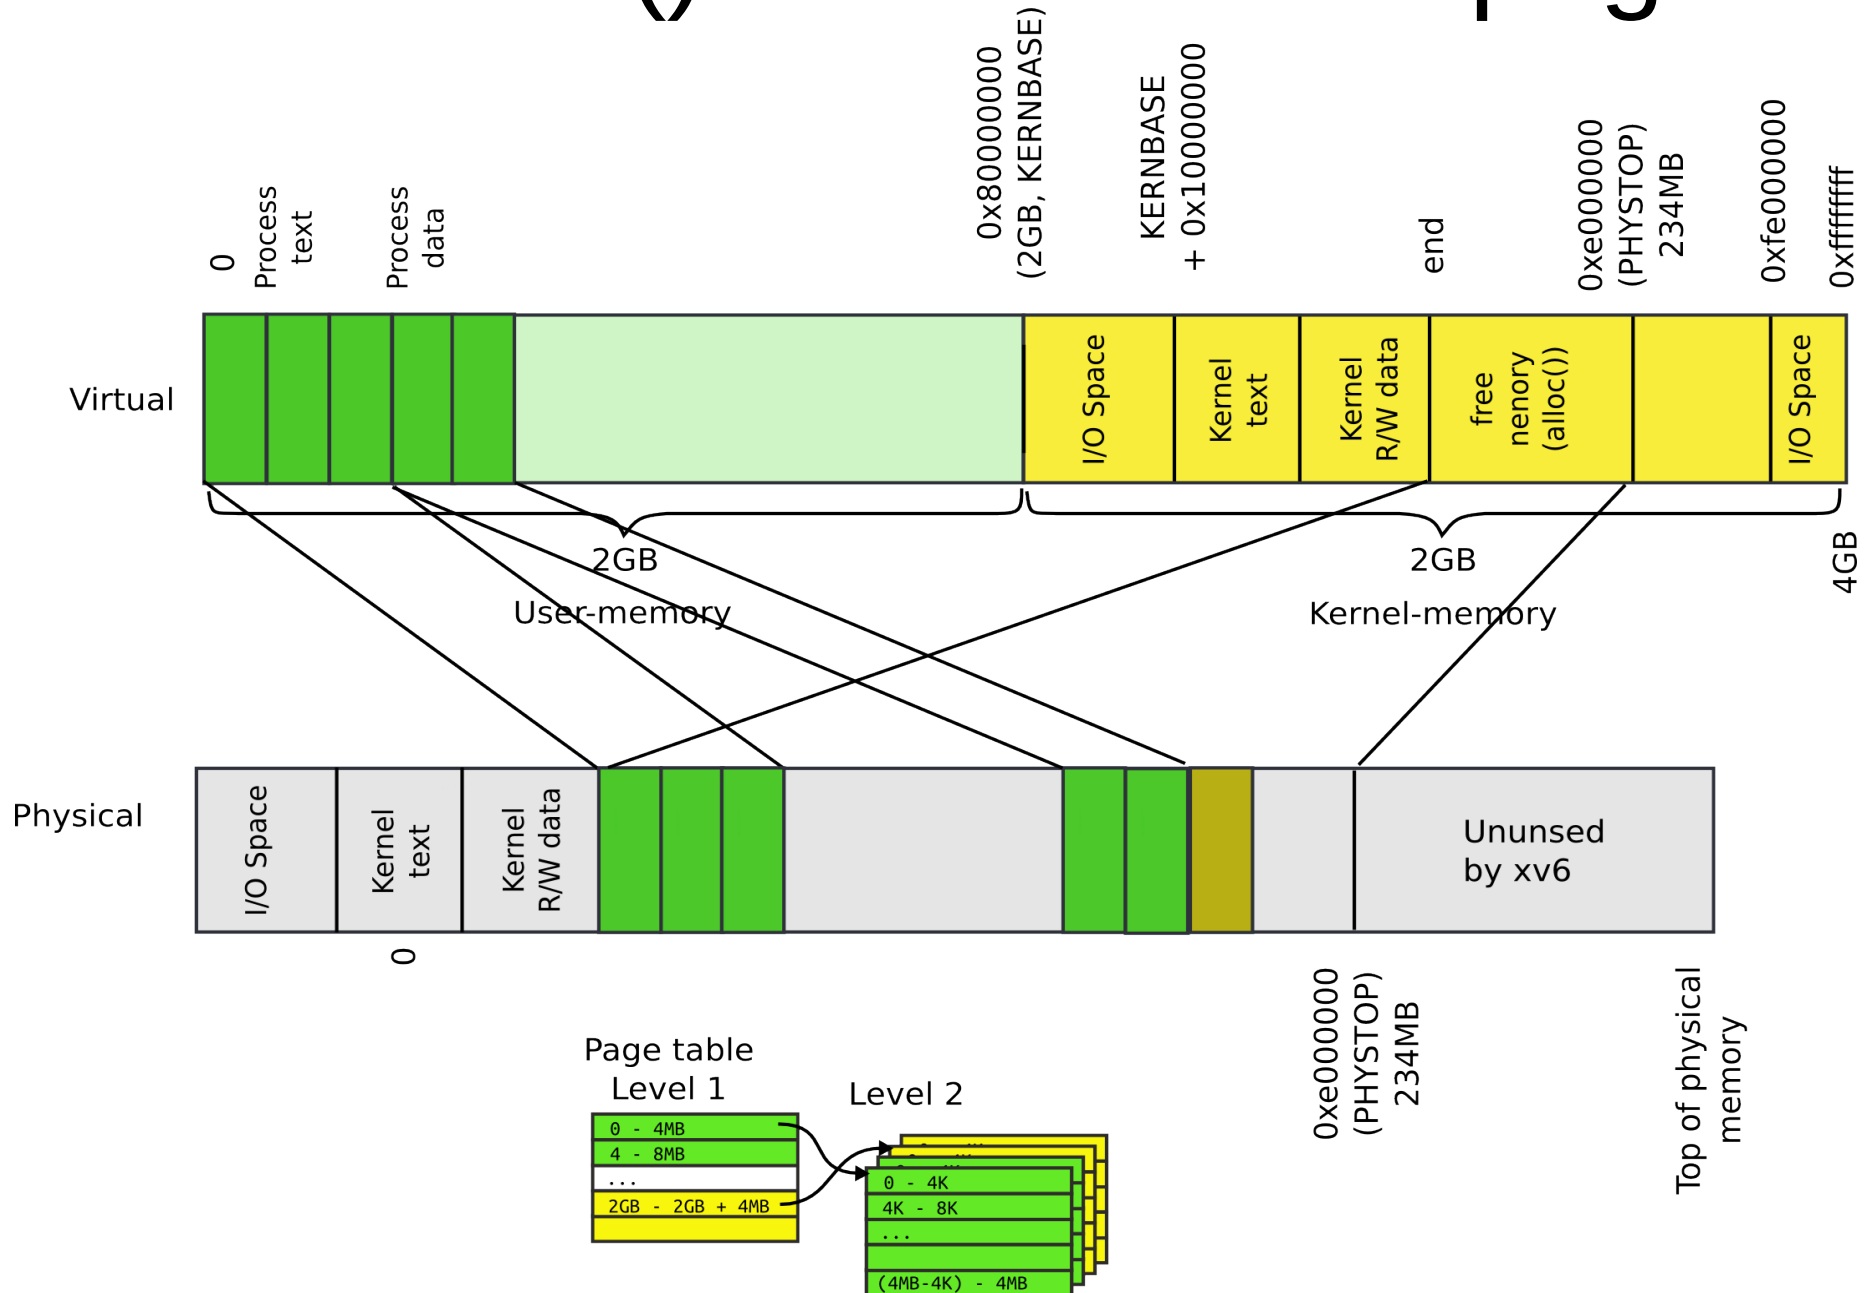 0
Process
text
Process
data
0x80000000
(2GB, KERNBASE)
KERNBASE
+ 0x10000000
end
0xe000000
(PHYSTOP)
234MB
0xfe000000
0xffffffff
Virtual
I/O Space
Kernel
text
Kernel
R/W data
free
nenory
(alloc())
I/O Space
2GB
User-memory
2GB
Kernel-memory
4GB
Physical
I/O Space
Kernel
text
Kernel
R/W data
Ununsed
by xv6
0
0xe000000
(PHYSTOP)
234MB
Top of physical
memory
Page table
Level 1
0 - 4MB
4 - 8MB
...
2GB - 2GB + 4MB
Level 2
0 - 4K
4K - 8K
...
(4MB-4K) - 4MB